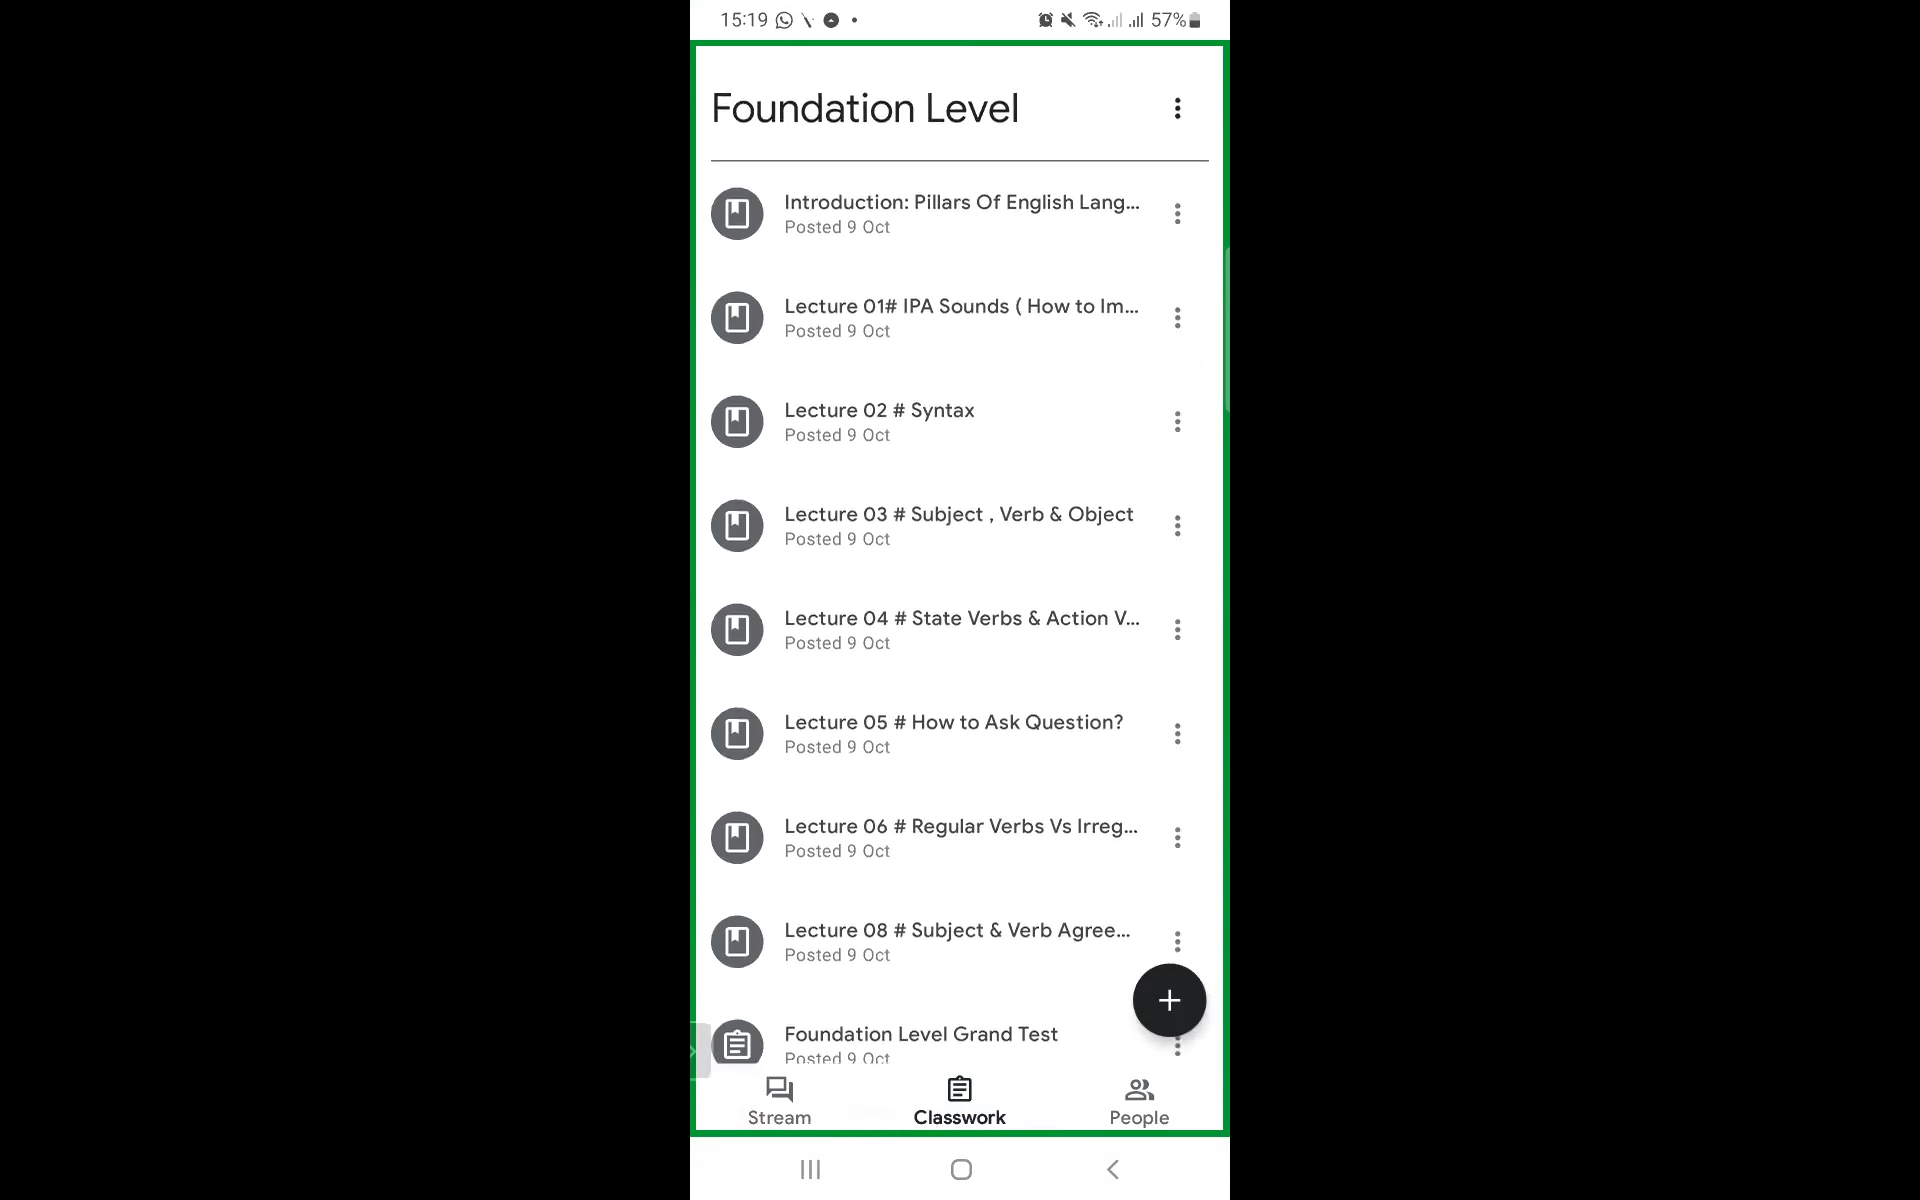 15:19 57%
Foundation Level
Introduction: Pillars Of English Lang...
Posted 9 Oct
Lecture 01# IPA Sounds ( How to Im...
Posted 9 Oct
Lecture 02 # Syntax
Posted 9 Oct
Lecture 03 # Subject , Verb & Object
Posted 9 Oct
Lecture 04 # State Verbs & Action V...
Posted 9 Oct
Lecture 05 # How to Ask Question?
Posted 9 Oct
Lecture 06 # Regular Verbs Vs Irreg...
Posted 9 Oct
Lecture 08 # Subject & Verb Agree...
Posted 9 Oct
Foundation Level Grand Test
Posted 9 Oct
Stream Classwork People